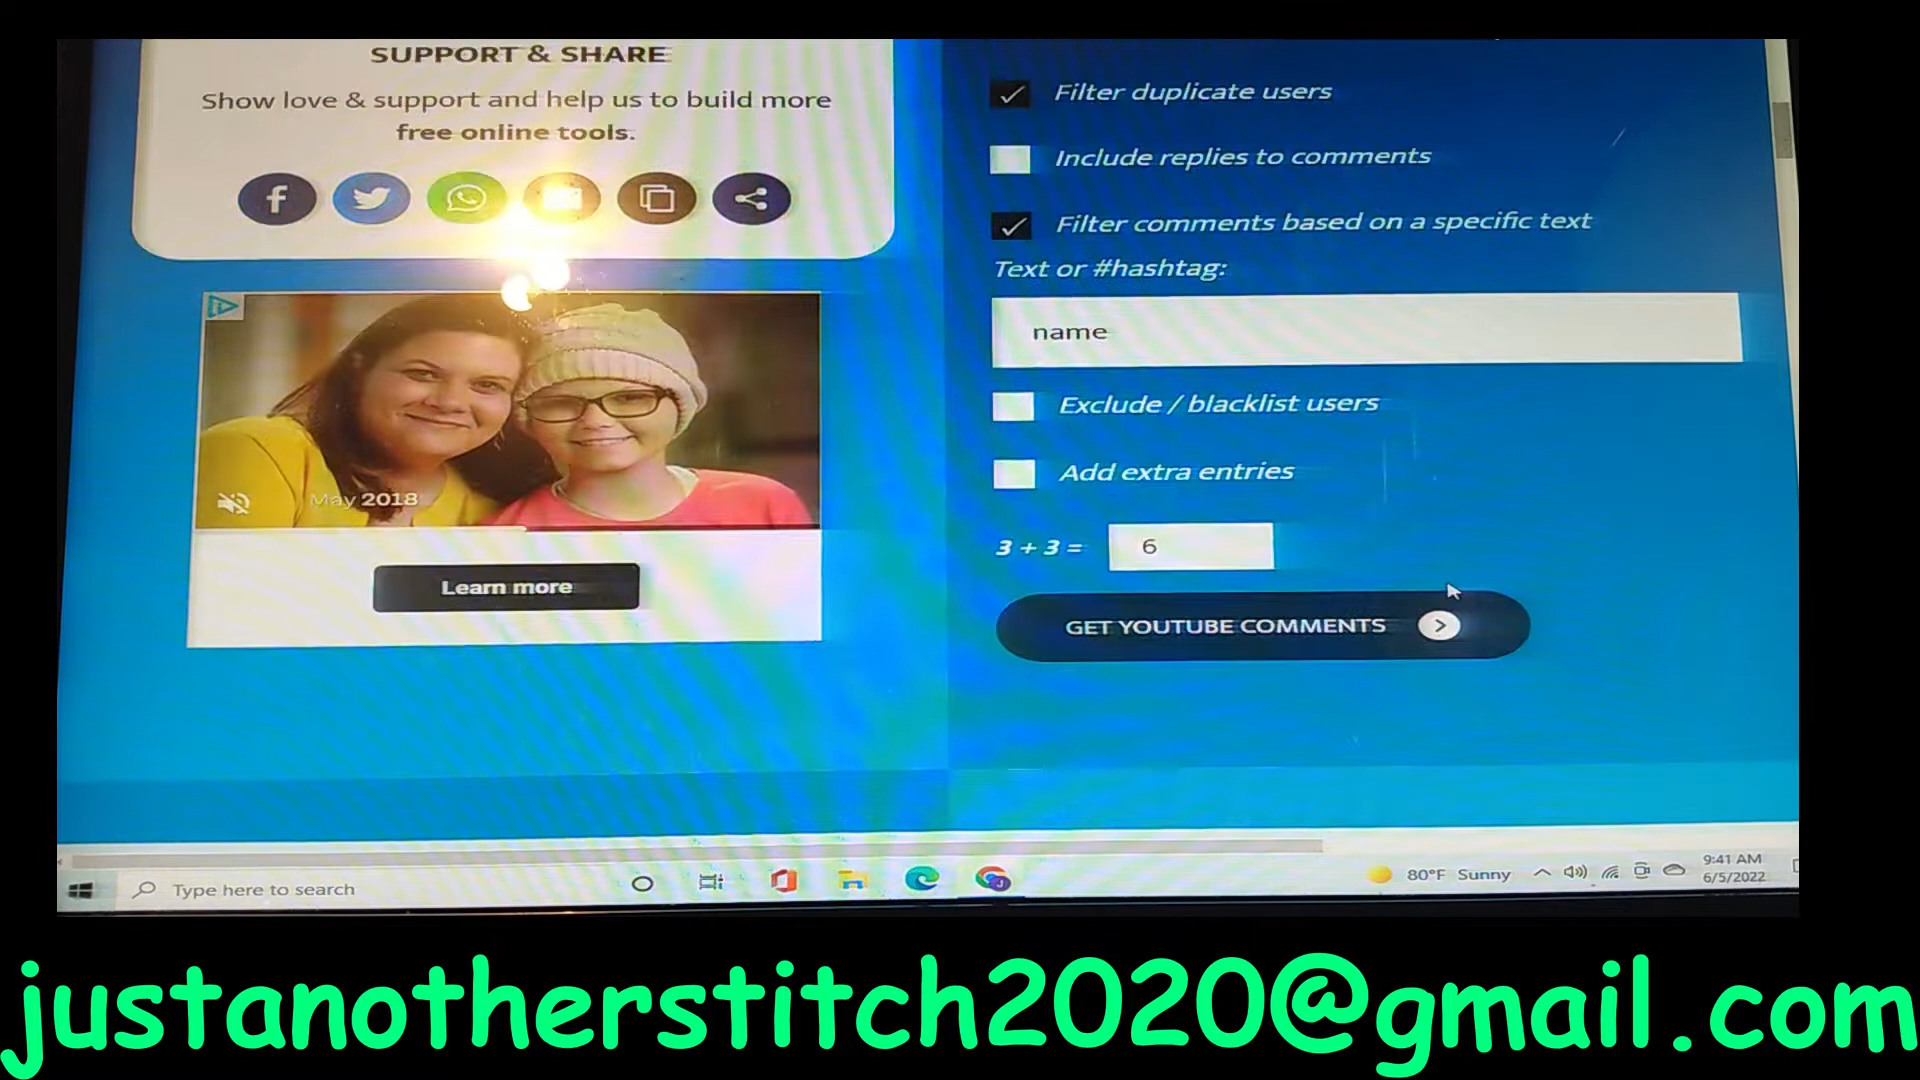 SUPPORT & SHARE
Show love & support and help us to build more
free online tools.
May 2018
Learn more
Filter duplicate users
Include replies to comments
Filter comments based on a specific text
Text or #hashtag:
name
Exclude / blacklist users
Add extra entries
3 + 3 =
6
GET YOUTUBE COMMENTS
Type here to search
80°F Sunny
9:41 AM
6/5/2022
justanotherstitch2020@gmail.com